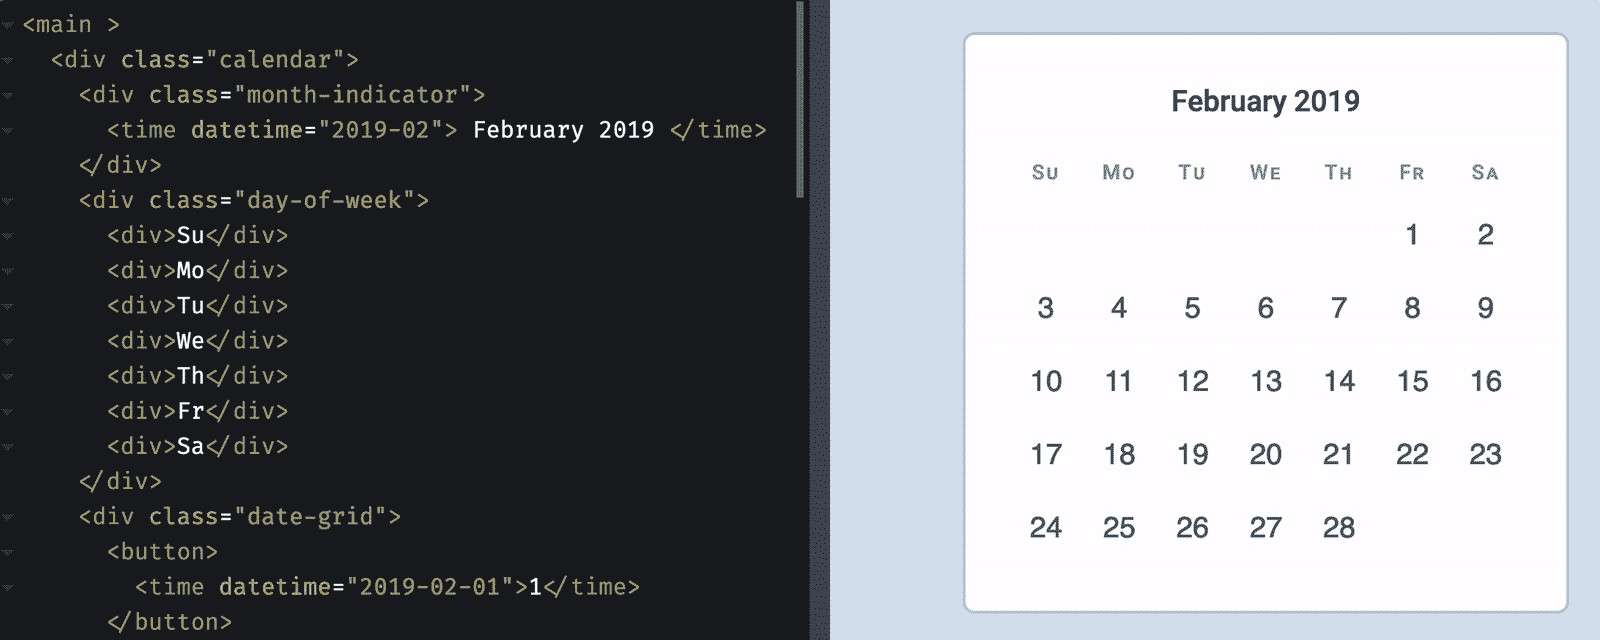 <main >
<div class="calendar">
<div class="month-indicator">
<time datetime="2019-02"> February 2019 </time>
</div>
<div class="day-of-week">
<div>Su</div>
<div>Mo</div>
<div>Tu</div>
<div>We</div>
<div>Th</div>
<div>Fr</div>
<div>Sa</div>
</div>
<div class="date-grid">
<button>
<time datetime="2019-02-01">1</time>
</button>
February 2019
Su Mo Tu We Th Fr Sa
1 2
3 4 5 6 7 8 9
10 11 12 13 14 15 16
17 18 19 20 21 22 23
24 25 26 27 28